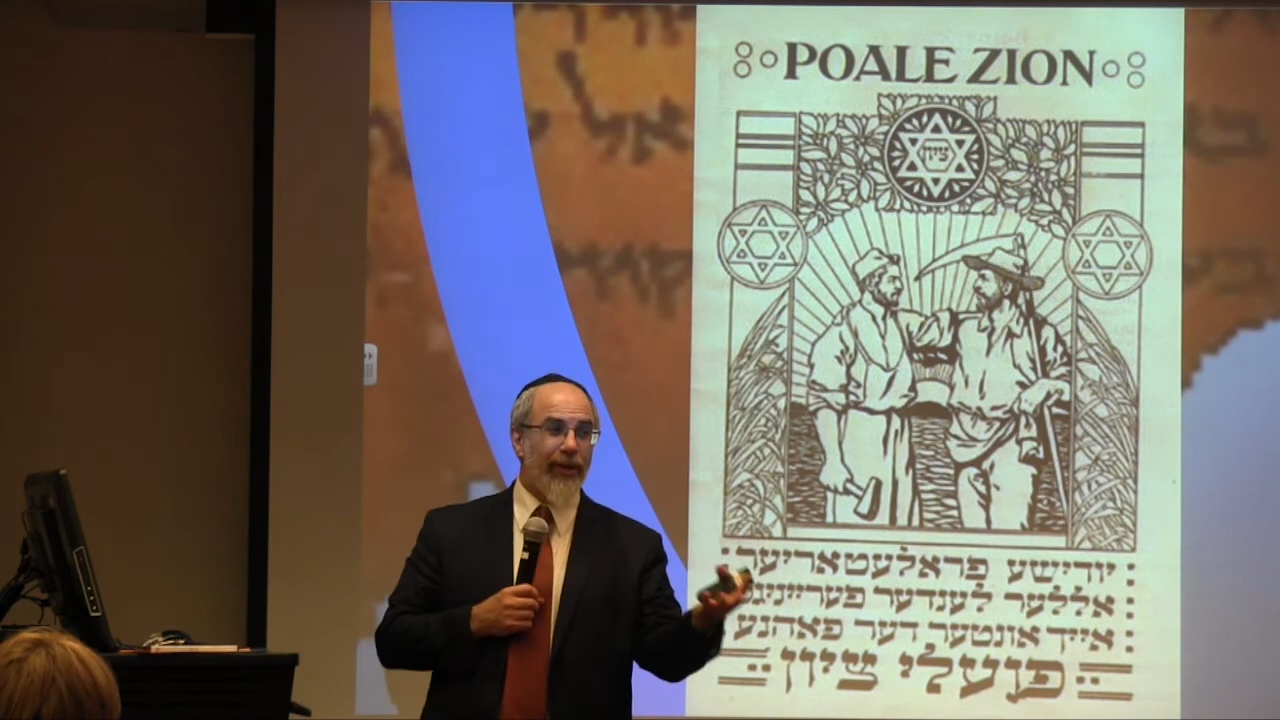 POALE ZION
ציון
יודישע פראלעטאריער
אללער לענדער
אייך אונטער דער פאהנע
פועלי ציון